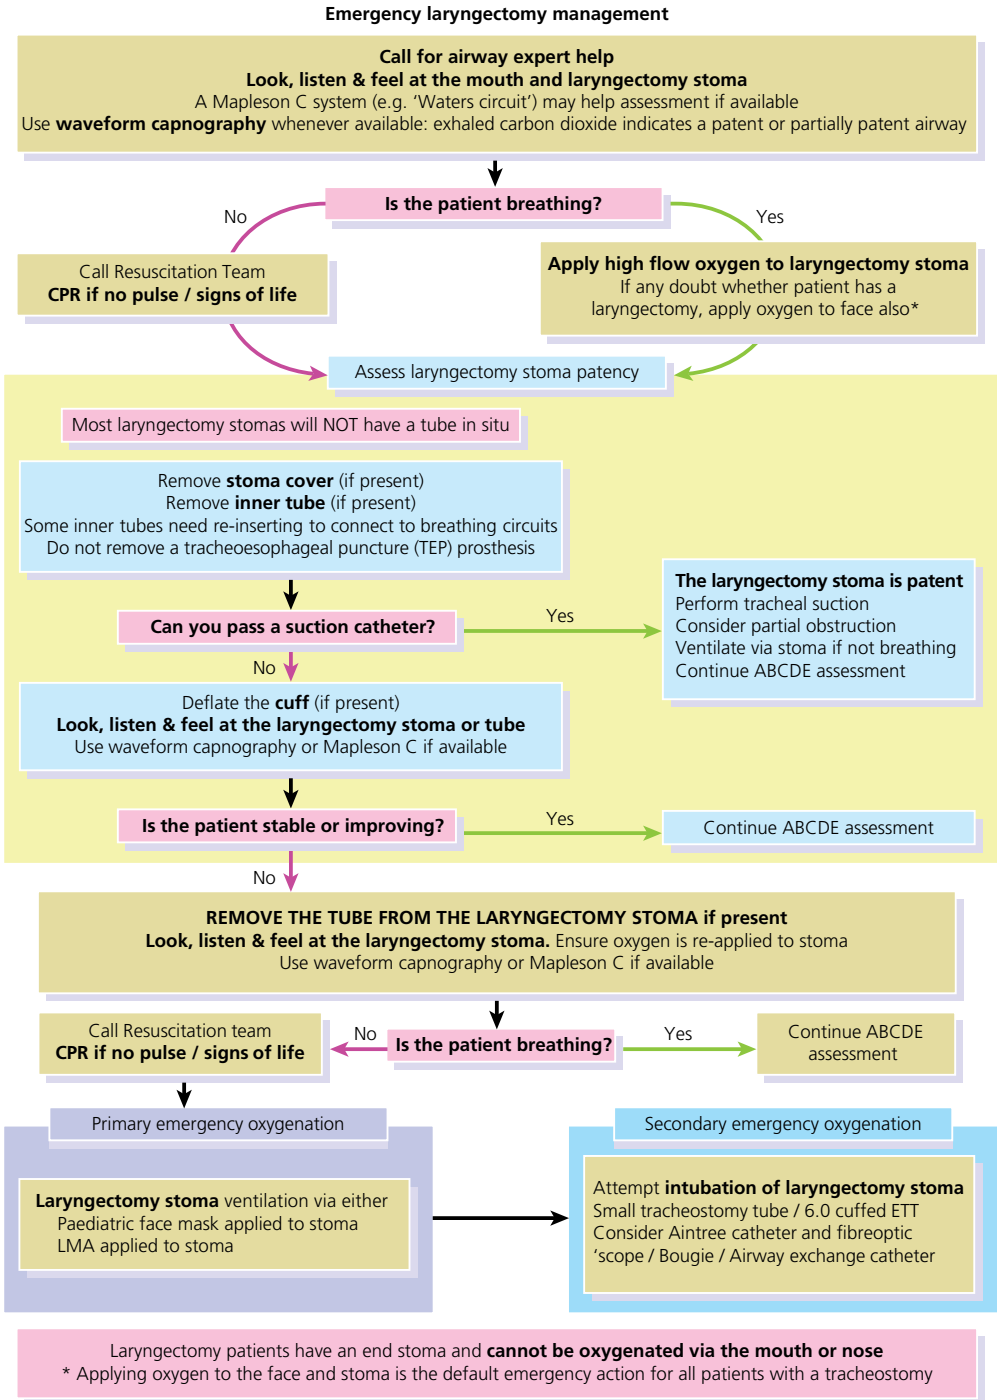 Emergency laryngectomy management
Call for airway expert help
Look, listen & feel at the mouth and laryngectomy stoma
A Mapleson C system (e.g. ‘Waters circuit’) may help assessment if available
Use waveform capnography whenever available: exhaled carbon dioxide indicates a patent or partially patent airway
Is the patient breathing?
No
Yes
Call Resuscitation Team
CPR if no pulse / signs of life
Apply high flow oxygen to laryngectomy stoma
If any doubt whether patient has a
laryngectomy, apply oxygen to face also*
Assess laryngectomy stoma patency
Most laryngectomy stomas will NOT have a tube in situ
Remove stoma cover (if present)
Remove inner tube (if present)
Some inner tubes need re-inserting to connect to breathing circuits
Do not remove a tracheoesophageal puncture (TEP) prosthesis
Can you pass a suction catheter?
Yes
The laryngectomy stoma is patent
Perform tracheal suction
Consider partial obstruction
Ventilate via stoma if not breathing
Continue ABCDE assessment
No
Deflate the cuff (if present)
Look, listen & feel at the laryngectomy stoma or tube
Use waveform capnography or Mapleson C if available
Is the patient stable or improving?
Yes
Continue ABCDE assessment
No
REMOVE THE TUBE FROM THE LARYNGECTOMY STOMA if present
Look, listen & feel at the laryngectomy stoma. Ensure oxygen is re-applied to stoma
Use waveform capnography or Mapleson C if available
Call Resuscitation team
CPR if no pulse / signs of life
No
Is the patient breathing?
Yes
Continue ABCDE
assessment
Primary emergency oxygenation
Laryngectomy stoma ventilation via either
Paediatric face mask applied to stoma
LMA applied to stoma
Secondary emergency oxygenation
Attempt intubation of laryngectomy stoma
Small tracheostomy tube / 6.0 cuffed ETT
Consider Aintree catheter and fibreoptic
‘scope / Bougie / Airway exchange catheter
Laryngectomy patients have an end stoma and cannot be oxygenated via the mouth or nose
* Applying oxygen to the face and stoma is the default emergency action for all patients with a tracheostomy